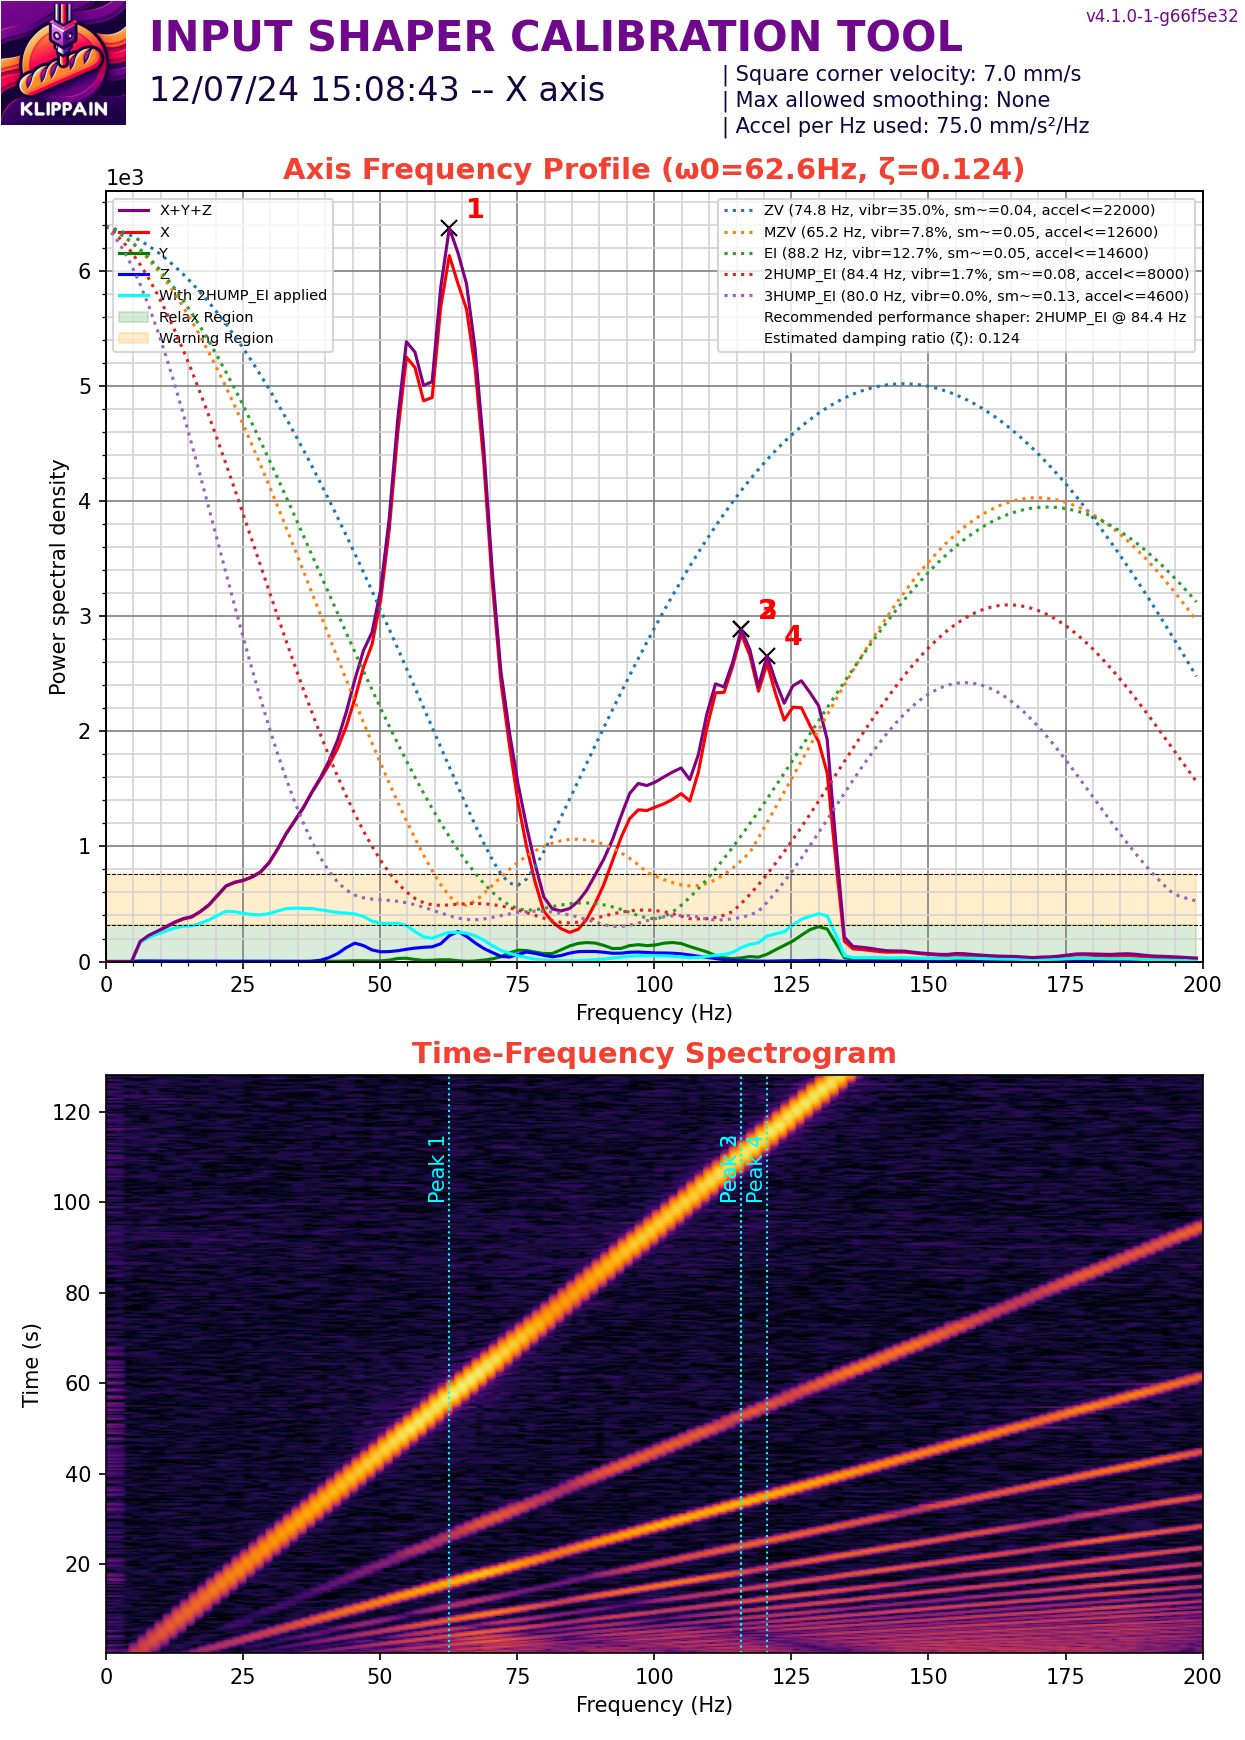 v4.1.0-1-g66f5e32
INPUT SHAPER CALIBRATION TOOL
12/07/24 15:08:43 -- X axis
| Square corner velocity: 7.0 mm/s
| Max allowed smoothing: None
| Accel per Hz used: 75.0 mm/s²/Hz
KLIPPAIN
Axis Frequency Profile (ω0=62.6Hz, ζ=0.124)
1e3
X+Y+Z
X
Y
Z
With 2HUMP_EI applied
Relax Region
Warning Region
ZV (74.8 Hz, vibr=35.0%, sm~=0.04, accel<=22000)
MZV (65.2 Hz, vibr=7.8%, sm~=0.05, accel<=12600)
EI (88.2 Hz, vibr=12.7%, sm~=0.05, accel<=14600)
2HUMP_EI (84.4 Hz, vibr=1.7%, sm~=0.08, accel<=8000)
3HUMP_EI (80.0 Hz, vibr=0.0%, sm~=0.13, accel<=4600)
Recommended performance shaper: 2HUMP_EI @ 84.4 Hz
Estimated damping ratio (ζ): 0.124
1
3
4
Power spectral density
6
5
4
3
2
1
0
0 25 50 75 100 125 150 175 200
Frequency (Hz)
Time-Frequency Spectrogram
Peak 1
Peak 3
Peak 4
Time (s)
120
100
80
60
40
20
0 25 50 75 100 125 150 175 200
Frequency (Hz)